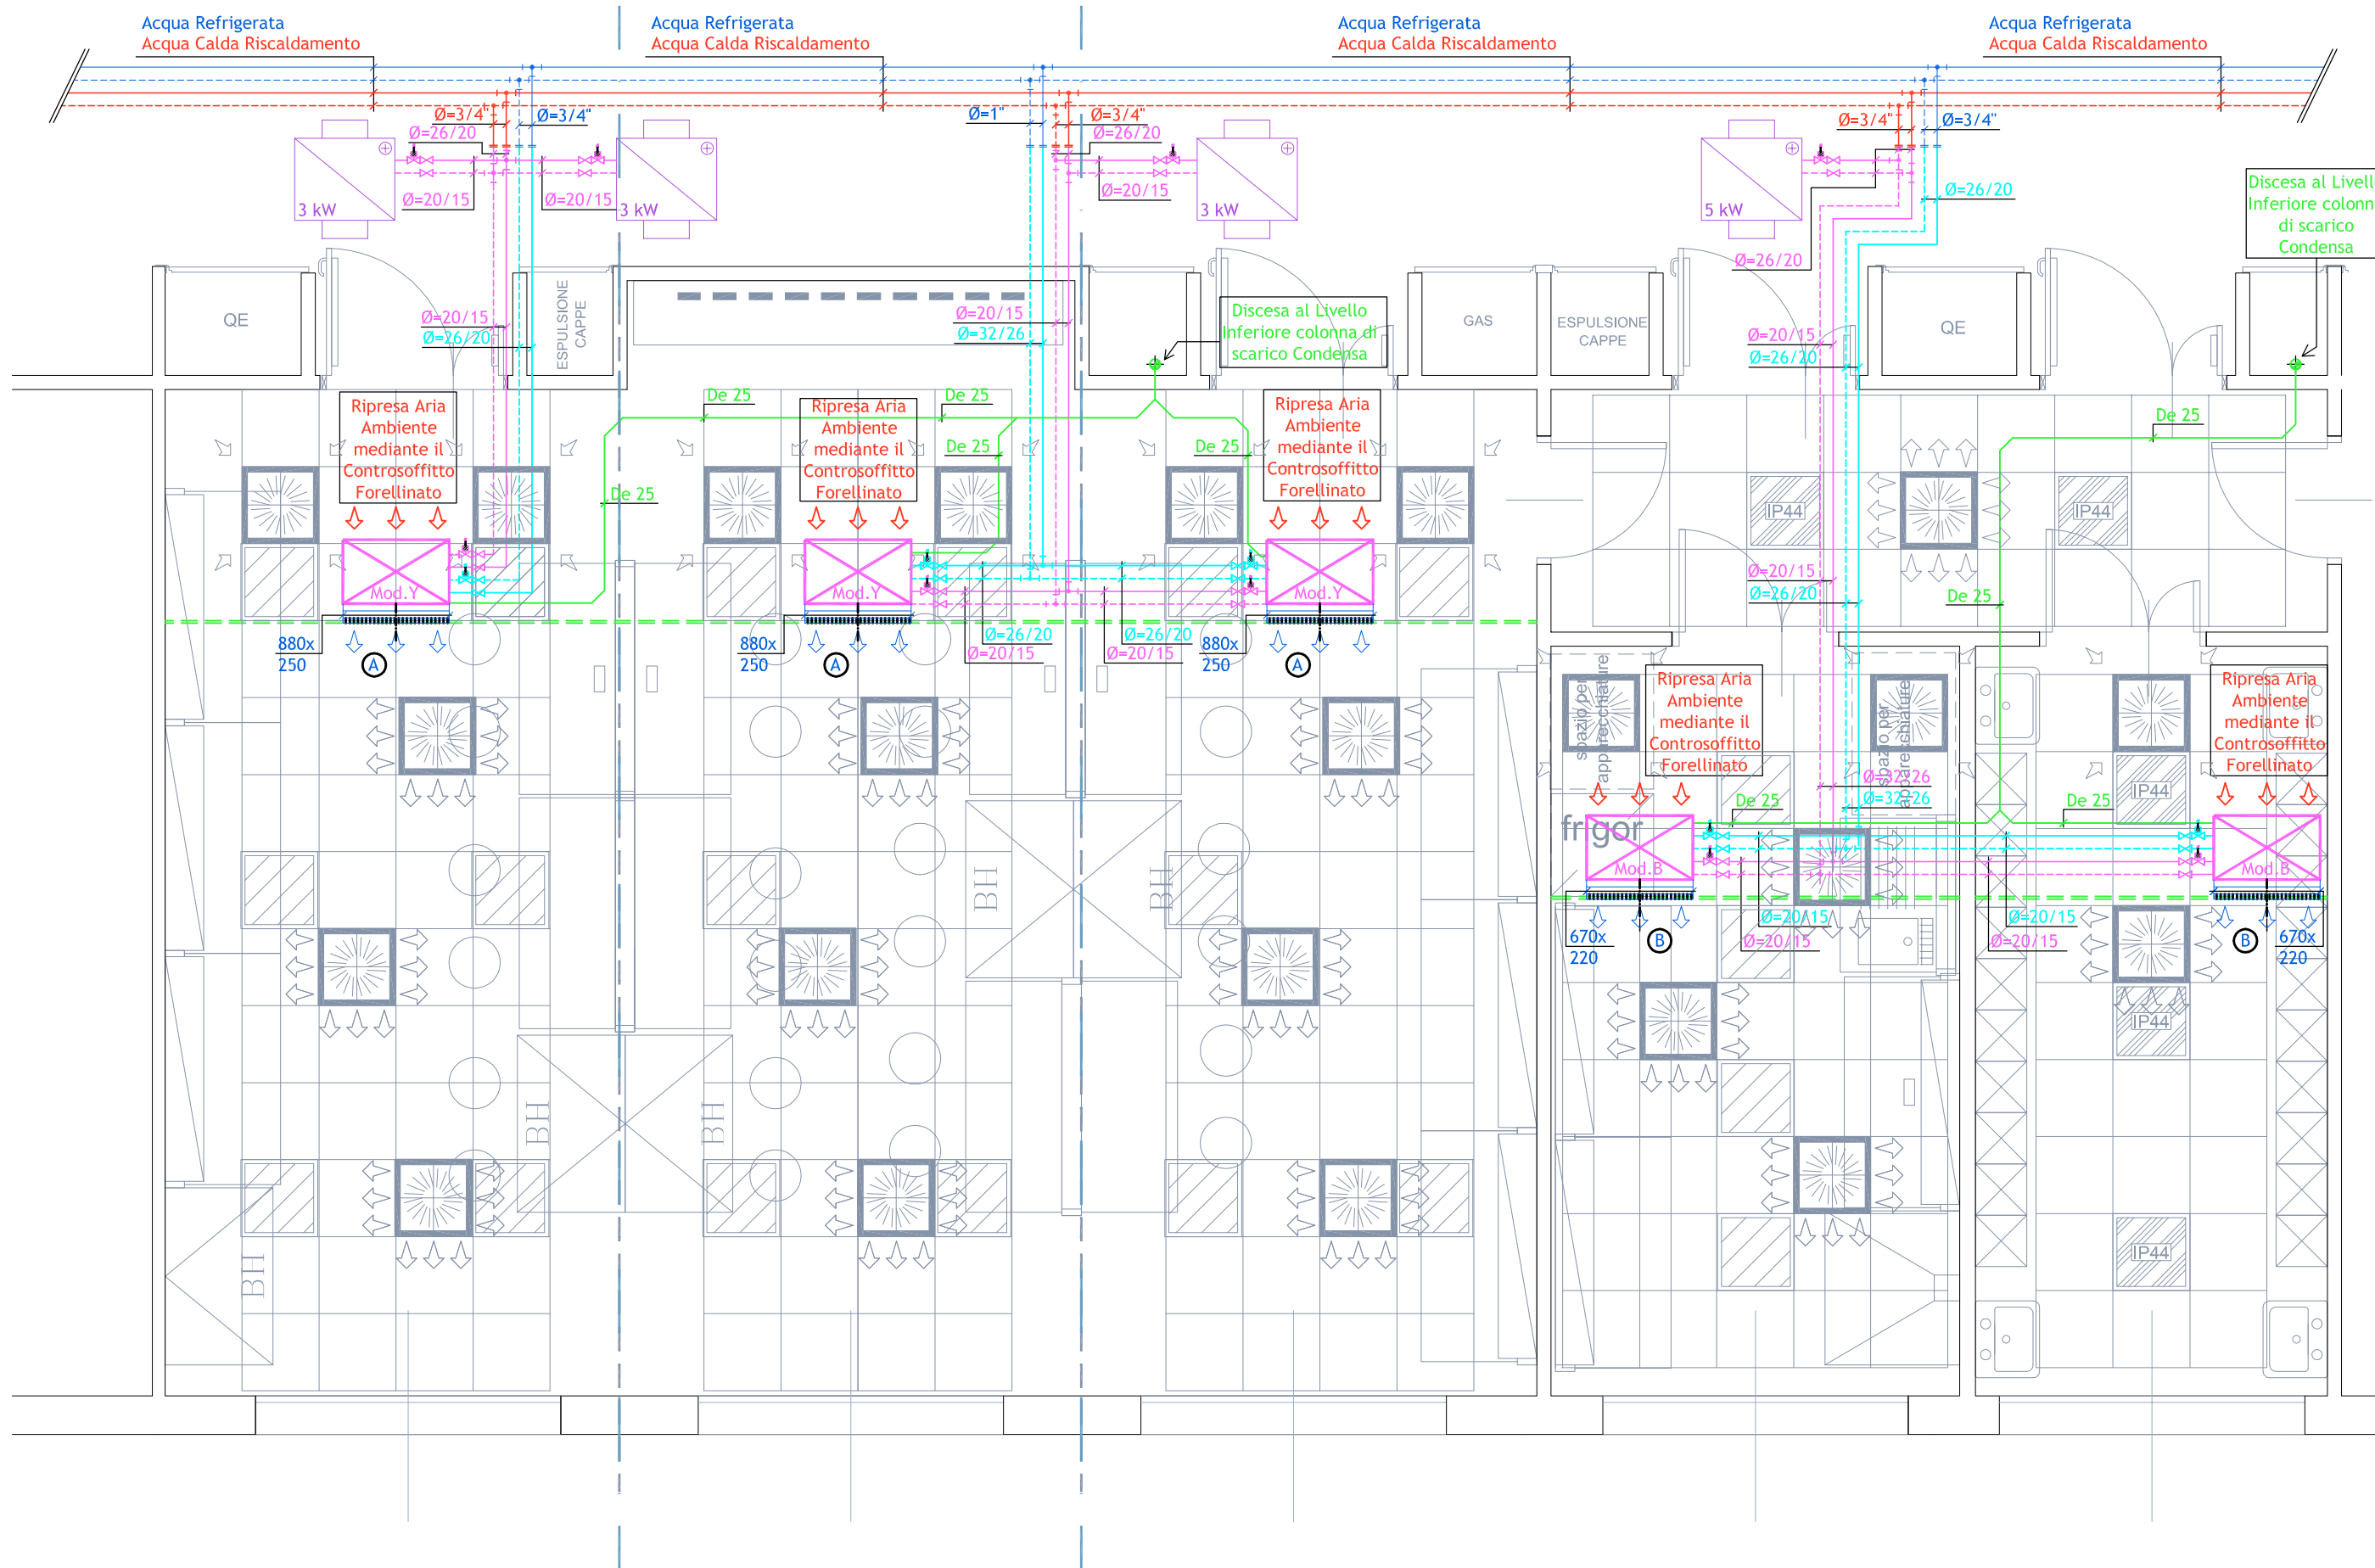 Acqua Refrigerata
Acqua Calda Riscaldamento
Acqua Refrigerata
Acqua Calda Riscaldamento
Acqua Refrigerata
Acqua Calda Riscaldamento
Acqua Refrigerata
Acqua Calda Riscaldamento
Ø=3/4"
Ø=3/4"
Ø=26/20
Ø=1"
Ø=3/4"
Ø=26/20
Ø=3/4"
Ø=3/4"
3 kW
Ø=20/15
Ø=20/15
3 kW
Ø=20/15
3 kW
5 kW
Ø=26/20
Ø=26/20
Discesa al Livell
Inferiore colonn
di scarico
Condensa
QE
Ø=20/15
Ø=26/20
ESPULSIONE
CAPPE
Ø=20/15
Ø=32/26
Discesa al Livello
Inferiore colonna di
scarico Condensa
GAS
ESPULSIONE
CAPPE
Ø=20/15
Ø=26/20
QE
Ripresa Aria
Ambiente
mediante il
Controsoffitto
Forellinato
De 25
De 25
De 25
De 25
Ripresa Aria
Ambiente
mediante il
Controsoffitto
Forellinato
De 25
Ripresa Aria
Ambiente
mediante il
Controsoffitto
Forellinato
De 25
IP44
IP44
Mod.Y
Mod.Y
Mod.Y
880x
250
A
880x
250
A
Ø=26/20
Ø=20/15
Ø=26/20
Ø=20/15
880x
250
A
Ø=20/15
Ø=26/20
De 25
spazio per
apparecchiature
Ripresa Aria
Ambiente
mediante il
Controsoffitto
Forellinato
spazio per
apparecchiature
Ø=32/26
Ø=32/26
Ripresa Aria
Ambiente
mediante il
Controsoffitto
Forellinato
IP44
De 25
De 25
frigor
Mod.B
Mod.B
670x
220
B
Ø=20/15
Ø=20/15
Ø=20/15
Ø=20/15
B
670x
220
IP44
IP44
BH
BH
BH
BH
BH